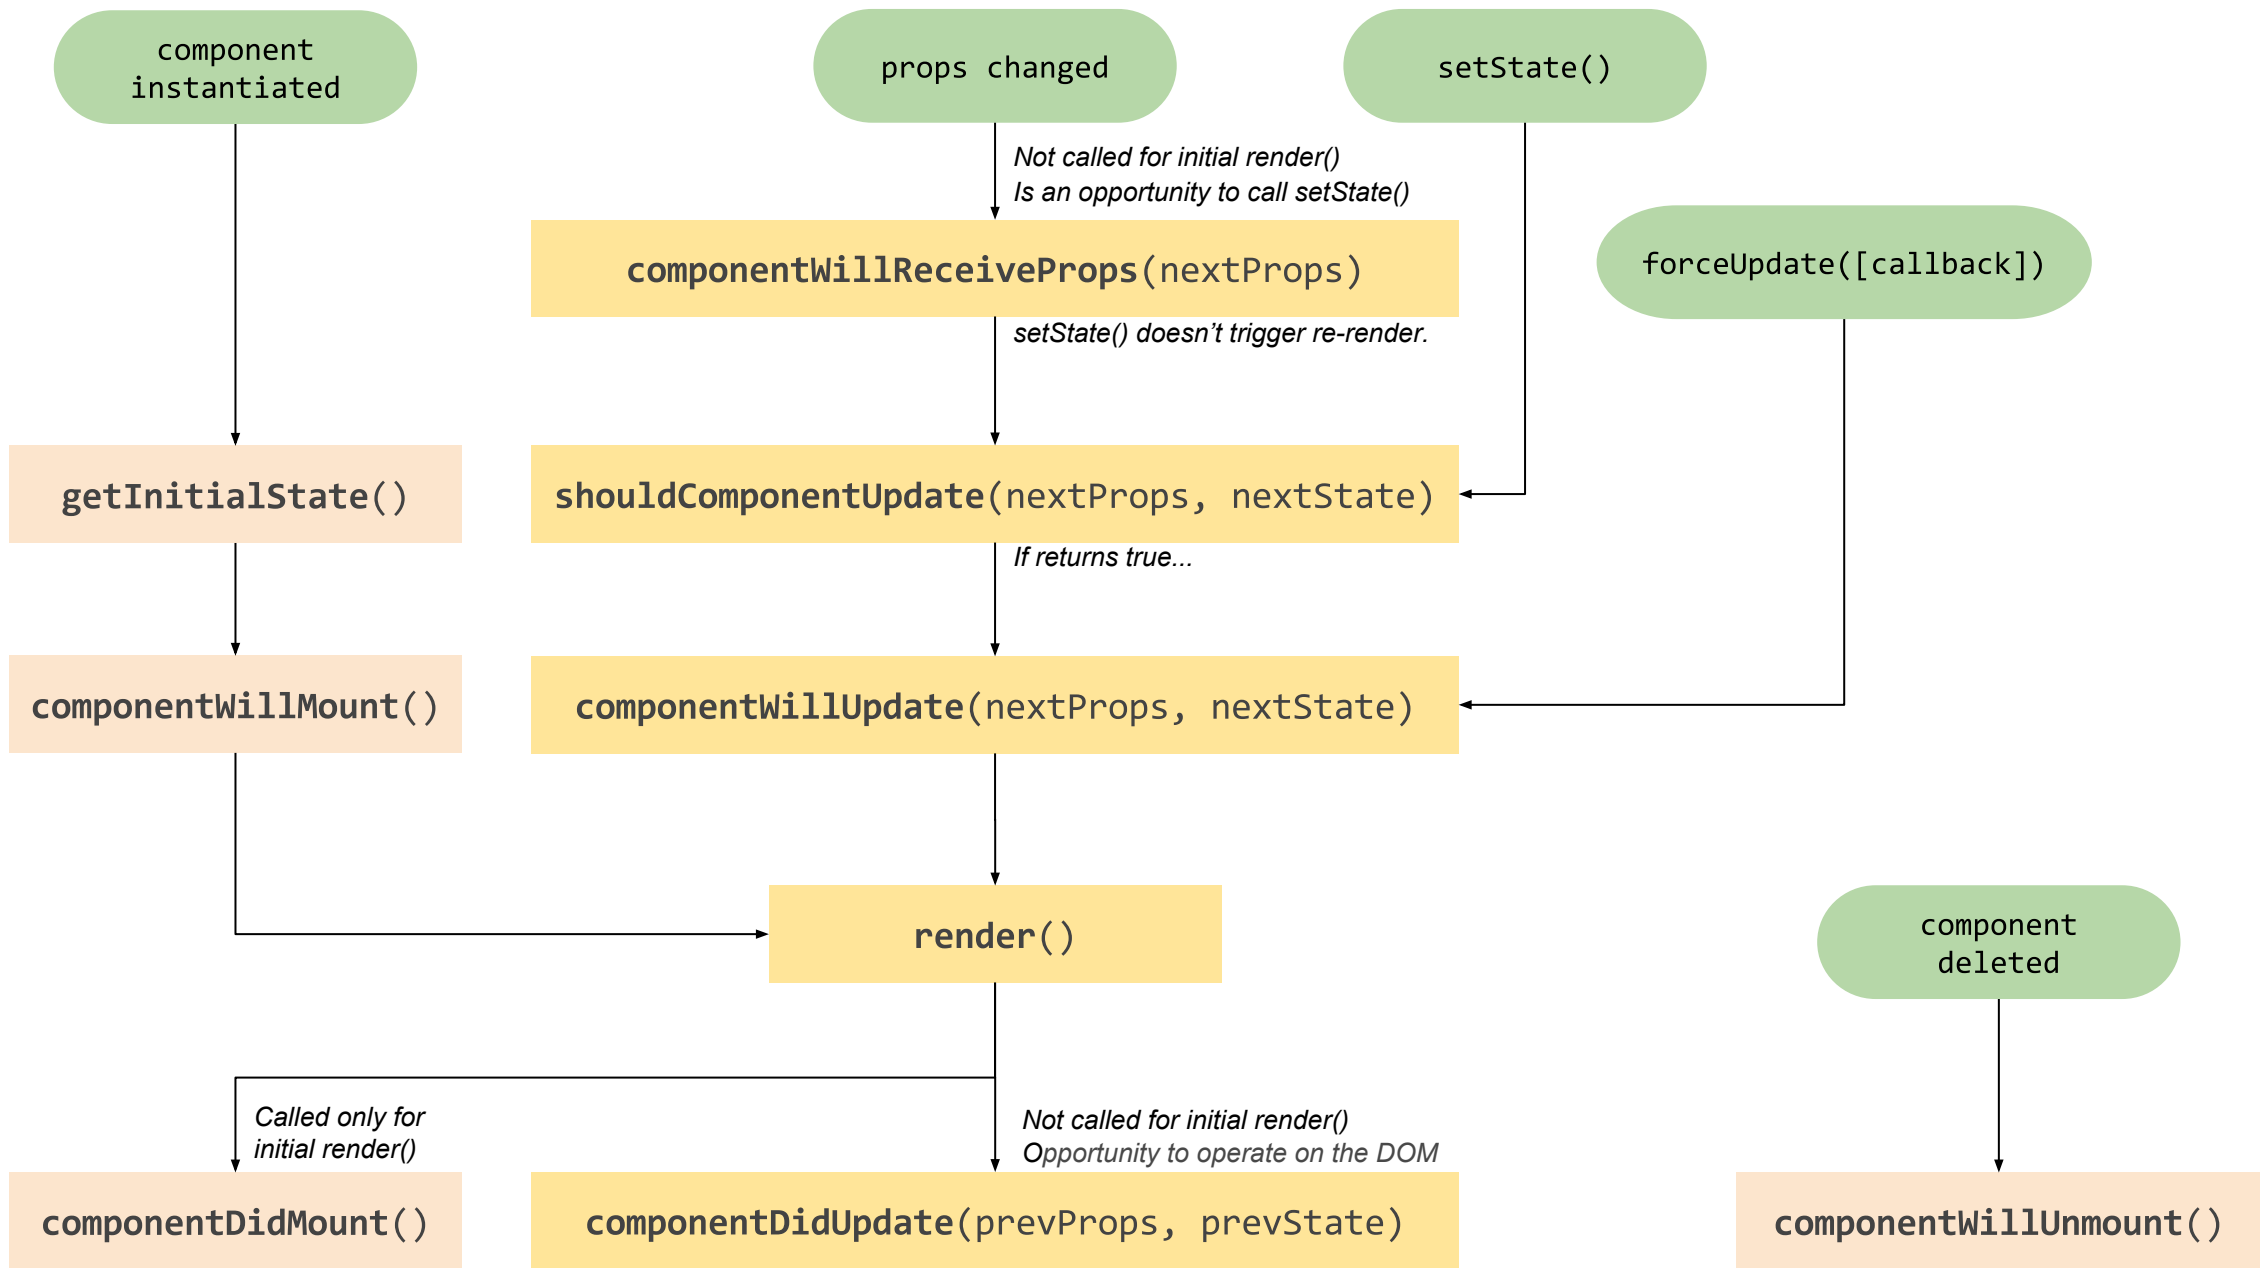 component
instantiated
props changed
setState()
Not called for initial render()
Is an opportunity to call setState()
componentWillReceiveProps(nextProps)
forceUpdate([callback])
setState() doesn’t trigger re-render.
getInitialState()
shouldComponentUpdate(nextProps, nextState)
If returns true...
componentWillMount()
componentWillUpdate(nextProps, nextState)
render()
component
deleted
Called only for
initial render()
Not called for initial render()
Opportunity to operate on the DOM
componentDidMount()
componentDidUpdate(prevProps, prevState)
componentWillUnmount()